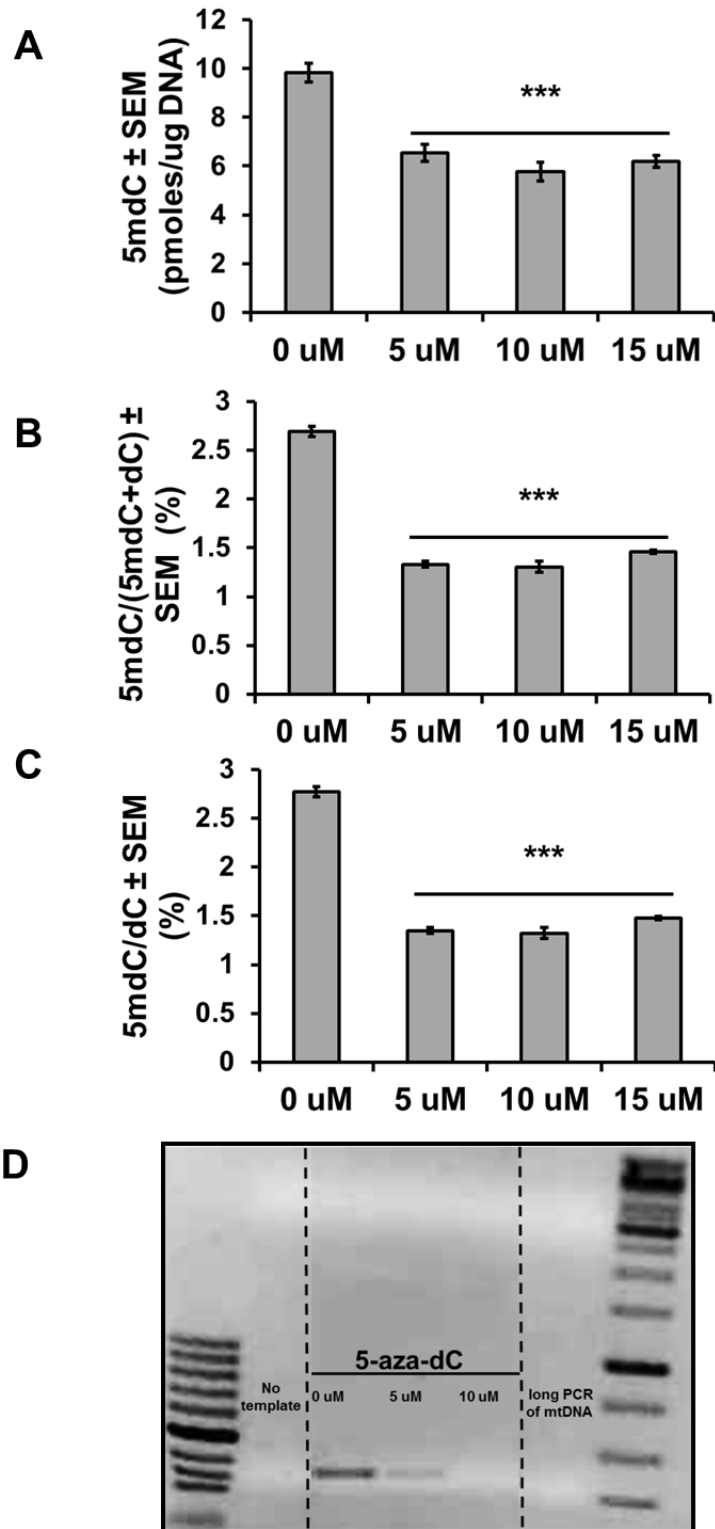 A
5mdC ± SEM
(pmoles/ug DNA)
12
10
8
6
4
2
0
***
0 uM 5 uM 10 uM 15 uM
B
5mdC/(5mdC+dC) ±
SEM (%)
3
2.5
2
1.5
1
0.5
0
***
0 uM 5 uM 10 uM 15 uM
C
5mdC/dC ± SEM
(%)
3
2.5
2
1.5
1
0.5
0
***
0 uM 5 uM 10 uM 15 uM
D
5-aza-dC
No
template
0 uM 5 uM 10 uM
long PCR
of mtDNA